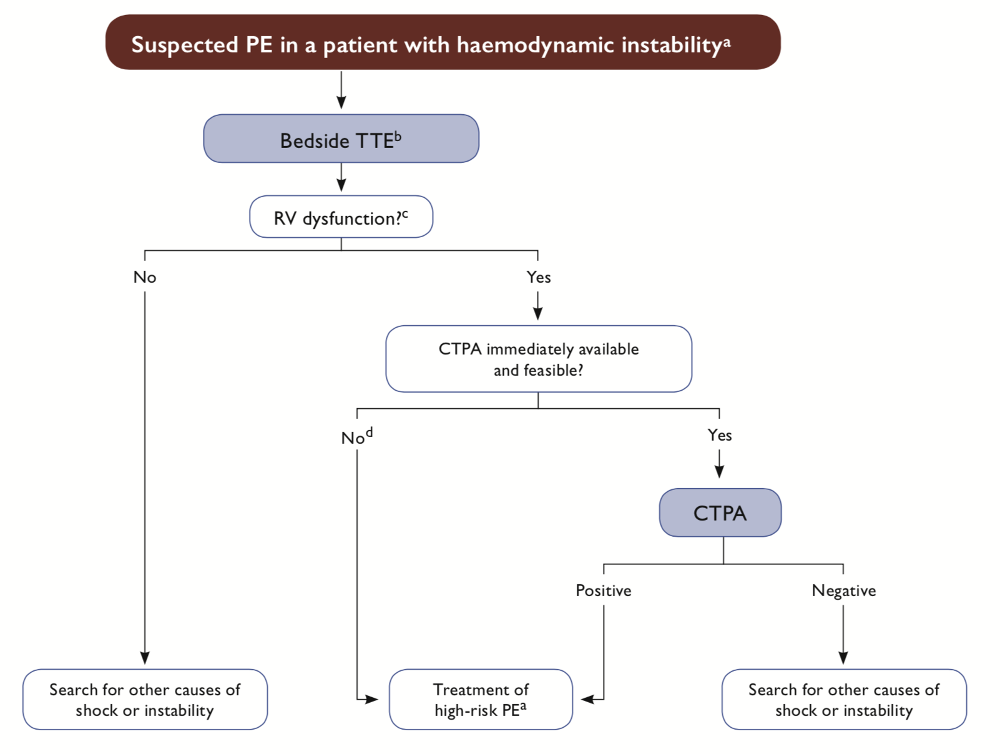 Suspected PE in a patient with haemodynamic instabilityᵃ
Bedside TTEᵇ
RV dysfunction?ᶜ
No
Yes
CTPA immediately available
and feasible?
Noᵈ
Yes
CTPA
Positive
Negative
Search for other causes of
shock or instability
Treatment of
high-risk PEᵃ
Search for other causes of
shock or instability